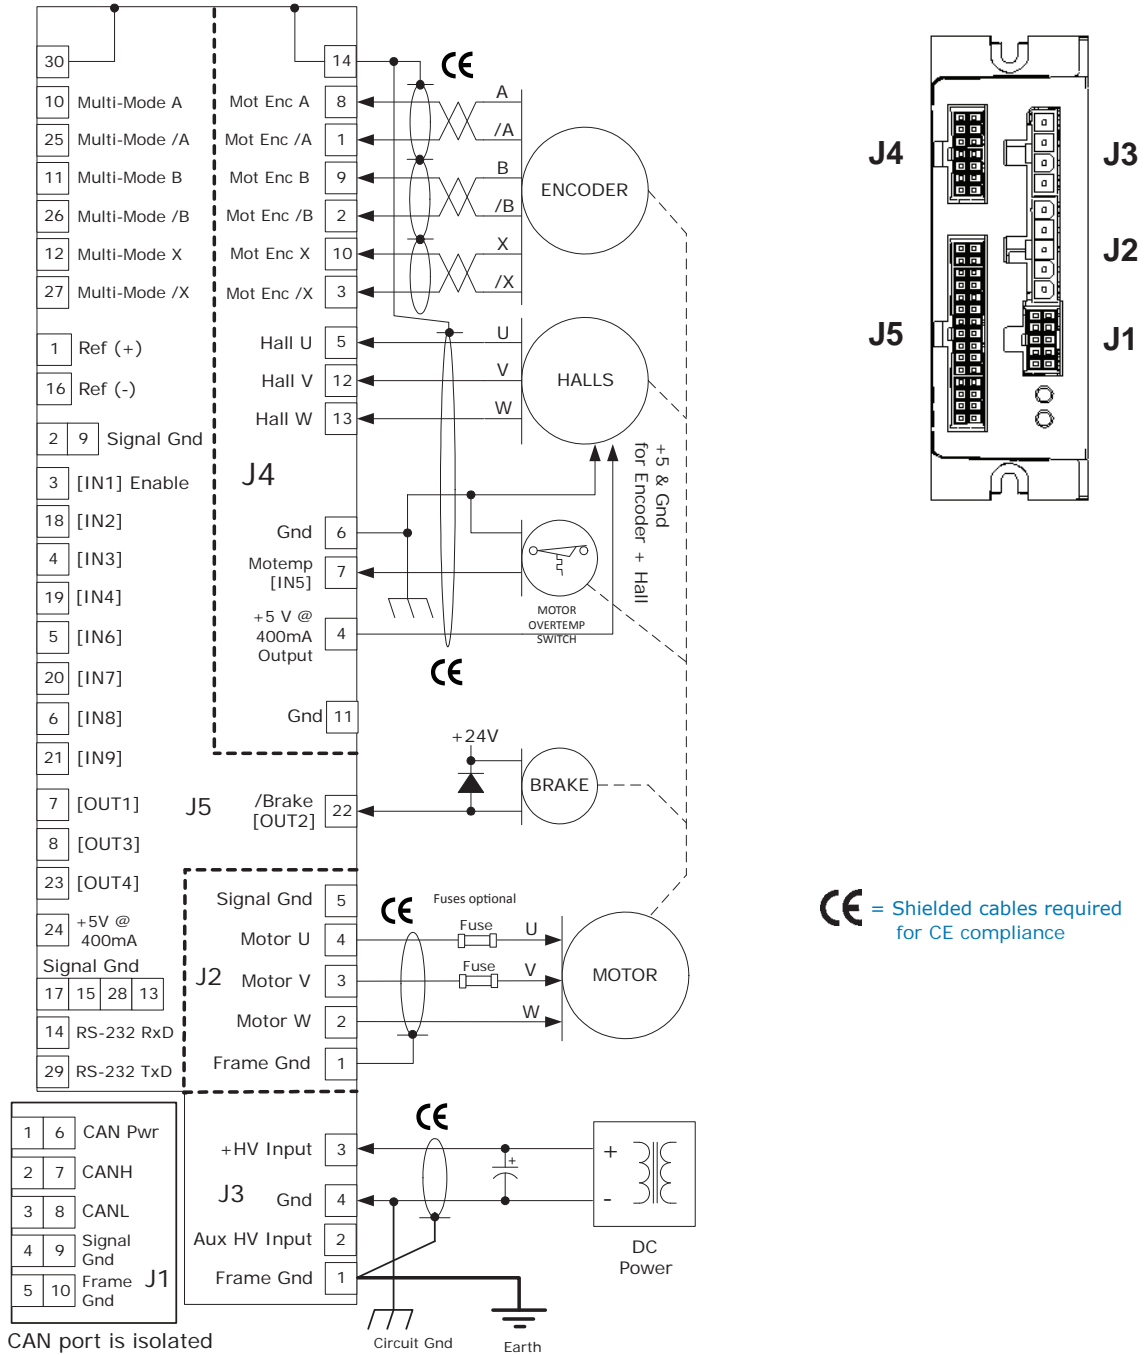 30
14
CE
10 Multi-Mode A
Mot Enc A 8
A
25 Multi-Mode /A
Mot Enc /A 1
/A
11 Multi-Mode B
Mot Enc B 9
B
26 Multi-Mode /B
Mot Enc /B 2
/B
12 Multi-Mode X
Mot Enc X 10
X
27 Multi-Mode /X
Mot Enc /X 3
/X
ENCODER
1 Ref (+)
Hall U 5
U
16 Ref (-)
Hall V 12
V
Hall W 13
W
HALLS
2 9 Signal Gnd
J4
3 [IN1] Enable
18 [IN2]
4 [IN3]
19 [IN4]
5 [IN6]
20 [IN7]
6 [IN8]
21 [IN9]
Gnd 6
Motemp
[IN5] 7
+5 V @
400mA
Output
4
Gnd 11
+5 & Gnd
for Encoder + Hall
MOTOR
OVERTEMP
SWITCH
CE
7 [OUT1]
8 [OUT3]
23 [OUT4]
24 +5V @
400mA
J5
/Brake
[OUT2] 22
+24V
BRAKE
Signal Gnd
17 15 28 13
14 RS-232 RxD
29 RS-232 TxD
J2
Signal Gnd 5
Motor U 4
Motor V 3
Motor W 2
Frame Gnd 1
CE
Fuses optional
Fuse U
Fuse V
W
MOTOR
1 6 CAN Pwr
2 7 CANH
3 8 CANL
4 9 Signal
Gnd
5 10 Frame
Gnd
J1
CAN port is isolated
J3
+HV Input 3
Gnd 4
Aux HV Input 2
Frame Gnd 1
CE
+
+
-
DC
Power
Circuit Gnd
Earth
J4
J3
J2
J5
J1
CE = Shielded cables required
for CE compliance